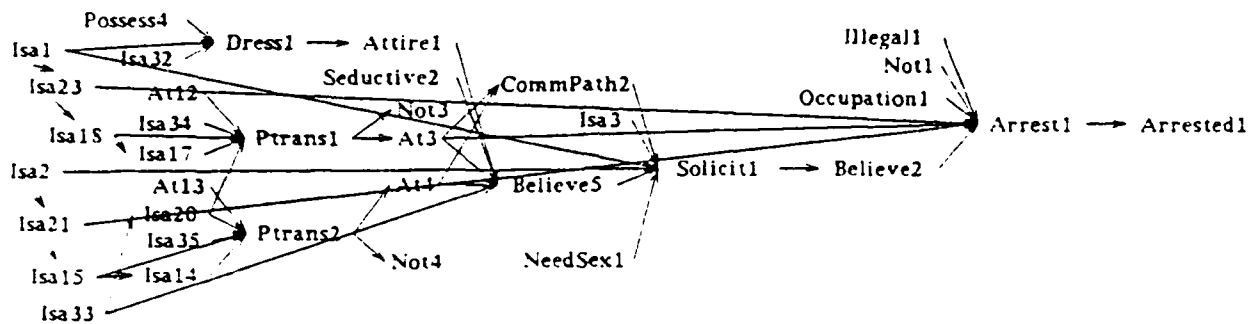 Possess4
Illegal1
Isa1 Dress1 Attire1
Isa32 Not1
Seductive2 CommPath2
Isa23
At12 Not3 Occupation1
Isa34 Isa3
Isa18 Ptrans1 At3 Arrest1 Arrested1
Isa17
Isa2 Solicit1 Believe2
At13 At4 Believe5
Isa21 Isa20
Isa35 Ptrans2
Isa15 Isa14 Not4 NeedSex1
Isa33